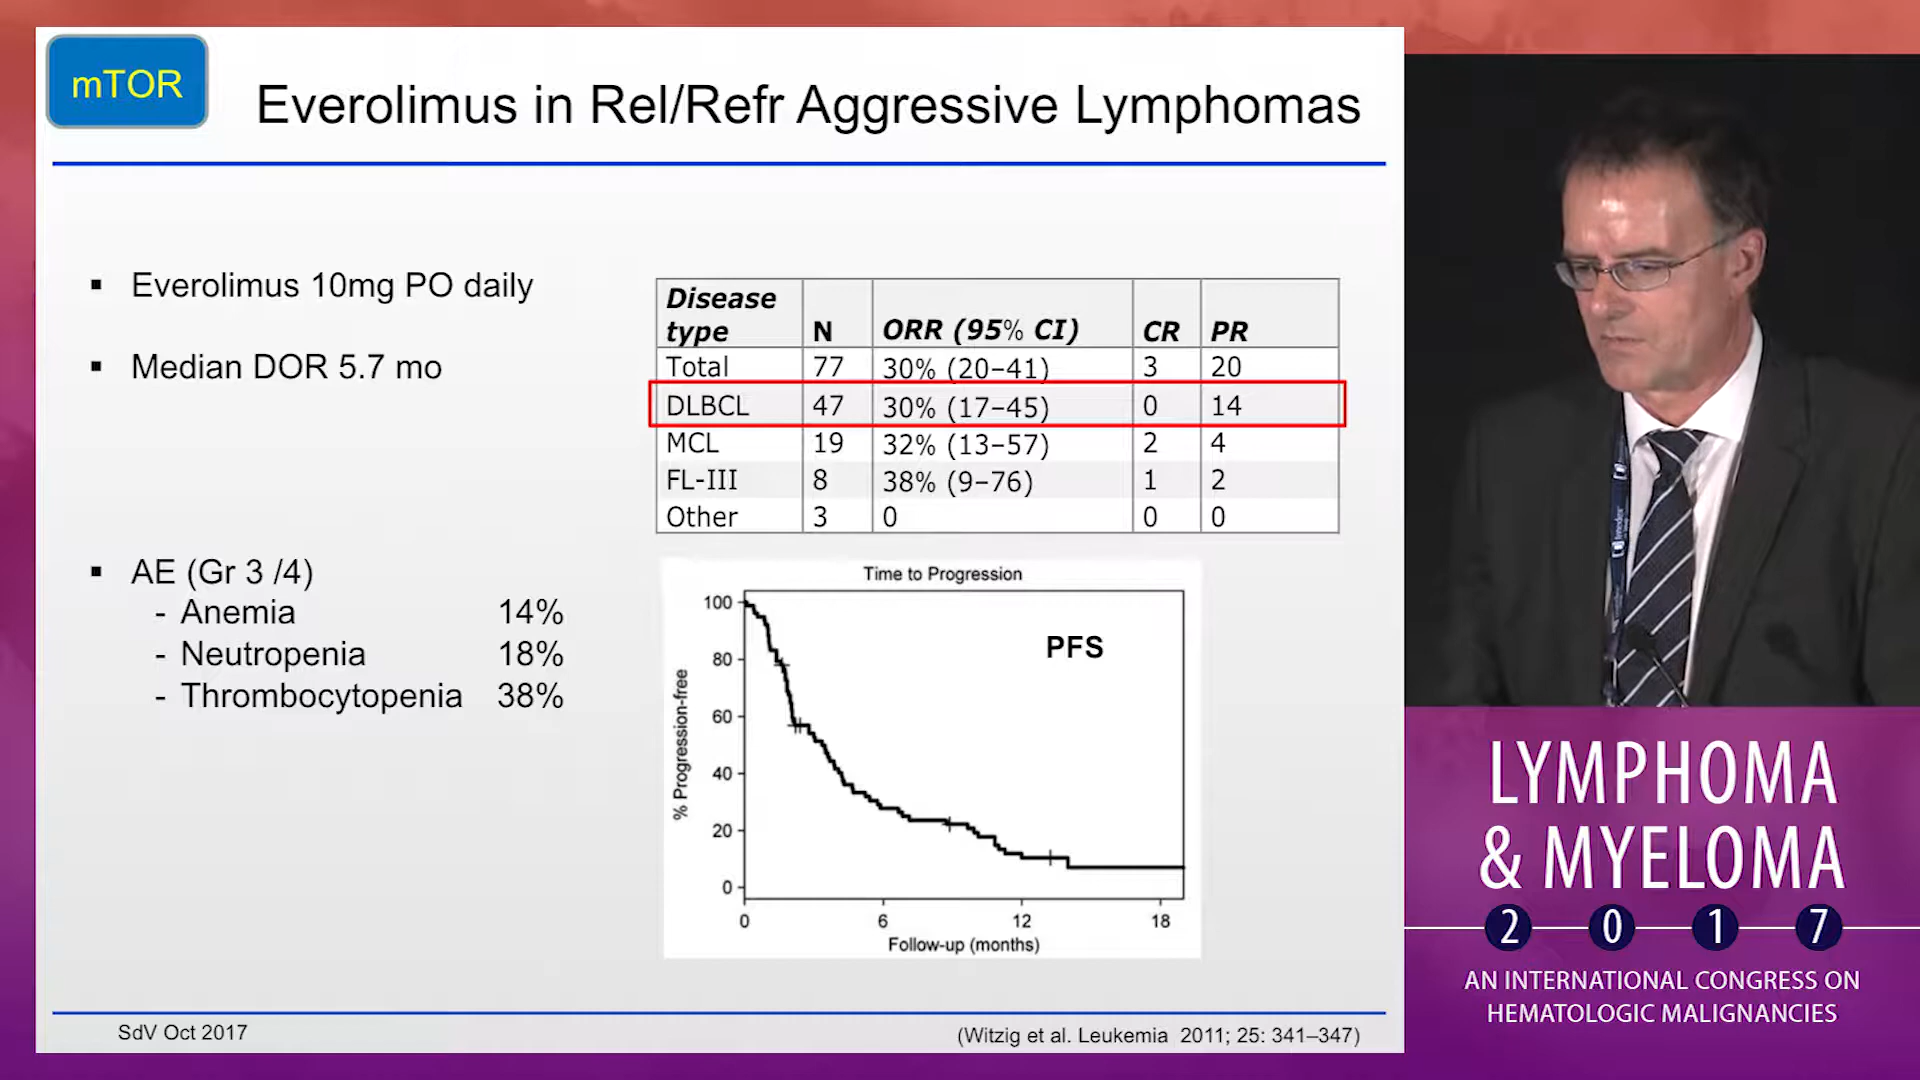 mTOR
Everolimus in Rel/Refr Aggressive Lymphomas
▪ Everolimus 10mg PO daily
▪ Median DOR 5.7 mo
▪ AE (Gr 3 /4)
- Anemia 14%
- Neutropenia 18%
- Thrombocytopenia 38%
Disease type N ORR (95% CI) CR PR
Total 77 30% (20–41) 3 20
DLBCL 47 30% (17–45) 0 14
MCL 19 32% (13–57) 2 4
FL-III 8 38% (9–76) 1 2
Other 3 0 0 0
Time to Progression
PFS
% Progression-free
100
80
60
40
20
0
0 6 12 18
Follow-up (months)
SdV Oct 2017
(Witzig et al. Leukemia 2011; 25: 341–347)
LYMPHOMA
& MYELOMA
2 0 1 7
AN INTERNATIONAL CONGRESS ON
HEMATOLOGIC MALIGNANCIES